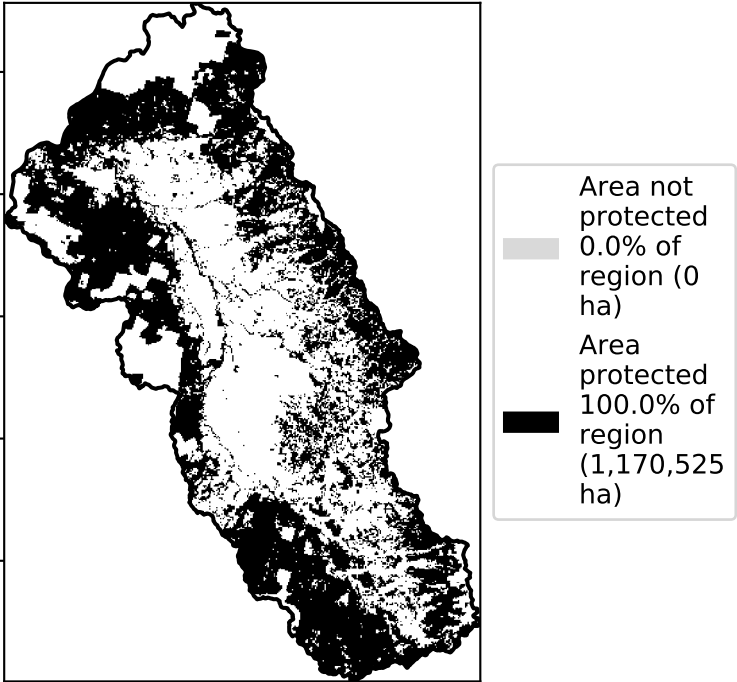 Area not
protected
0.0% of
region (0
ha)
Area
protected
100.0% of
region
(1,170,525
ha)